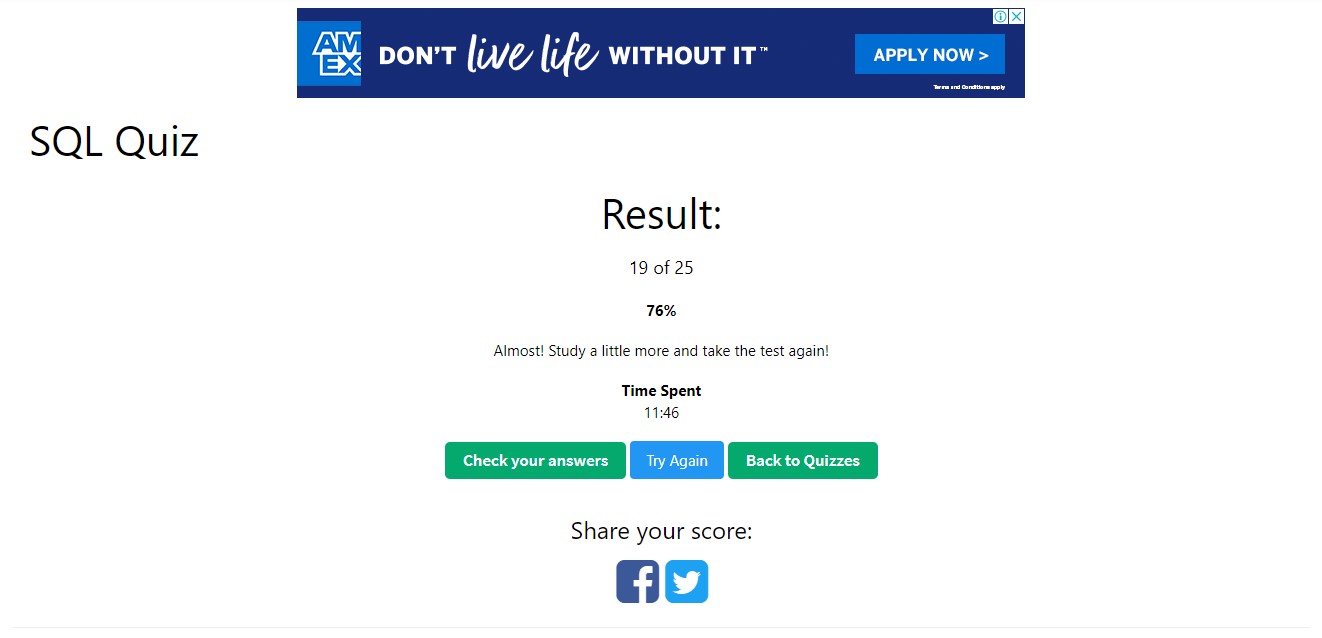 AM
EX
DON'T live life WITHOUT IT™
APPLY NOW >
Terms and Conditions apply
SQL Quiz
Result:
19 of 25
76%
Almost! Study a little more and take the test again!
Time Spent
11:46
Check your answers Try Again Back to Quizzes
Share your score: